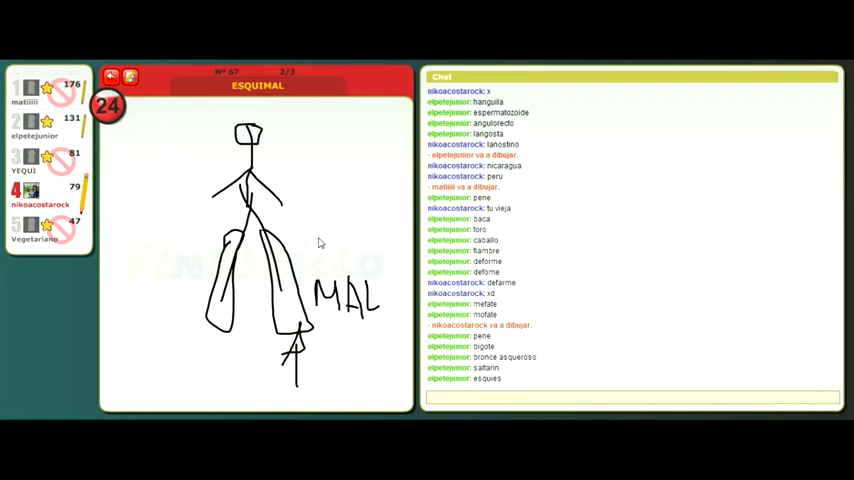 1 176
matiiiii
2 131
elpetejunior
3 81
YEQUI
4 79
nikoacostarock
5 47
Vegetariano
24
Nº 67 2/3
ESQUIMAL
MAL
Chat
nikoacostarock: x
elpetejunior: hanguilla
elpetejunior: espermatozoide
elpetejunior: angulorecto
elpetejunior: langosta
nikoacostarock: lanostino
· elpetejunior va a dibujar.
nikoacostarock: nicaragua
nikoacostarock: peru
· matiiiii va a dibujar.
elpetejunior: pene
nikoacostarock: tu vieja
elpetejunior: baca
elpetejunior: toro
elpetejunior: caballo
elpetejunior: fiambre
elpetejunior: deforme
elpetejunior: defome
nikoacostarock: defarme
nikoacostarock: xd
elpetejunior: mefate
elpetejunior: mofate
· nikoacostarock va a dibujar.
elpetejunior: pene
elpetejunior: bigote
elpetejunior: bronce asqueroso
elpetejunior: saltarin
elpetejunior: esquies